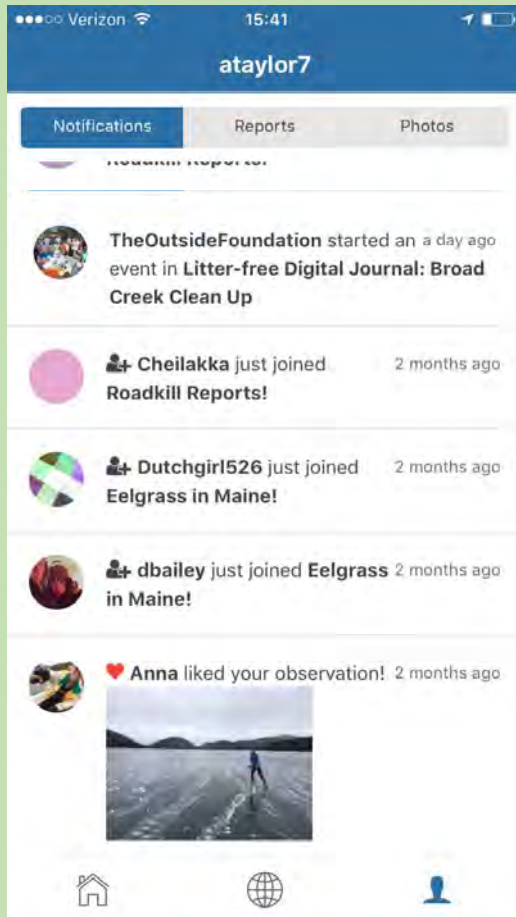 Verizon 15:41
ataylor7
Notifications Reports Photos
Roadkill Reports!
TheOutsideFoundation started an a day ago
event in Litter-free Digital Journal: Broad
Creek Clean Up
Cheilakka just joined 2 months ago
Roadkill Reports!
Dutchgirl526 just joined 2 months ago
Eelgrass in Maine!
dbailey just joined Eelgrass 2 months ago
in Maine!
Anna liked your observation! 2 months ago